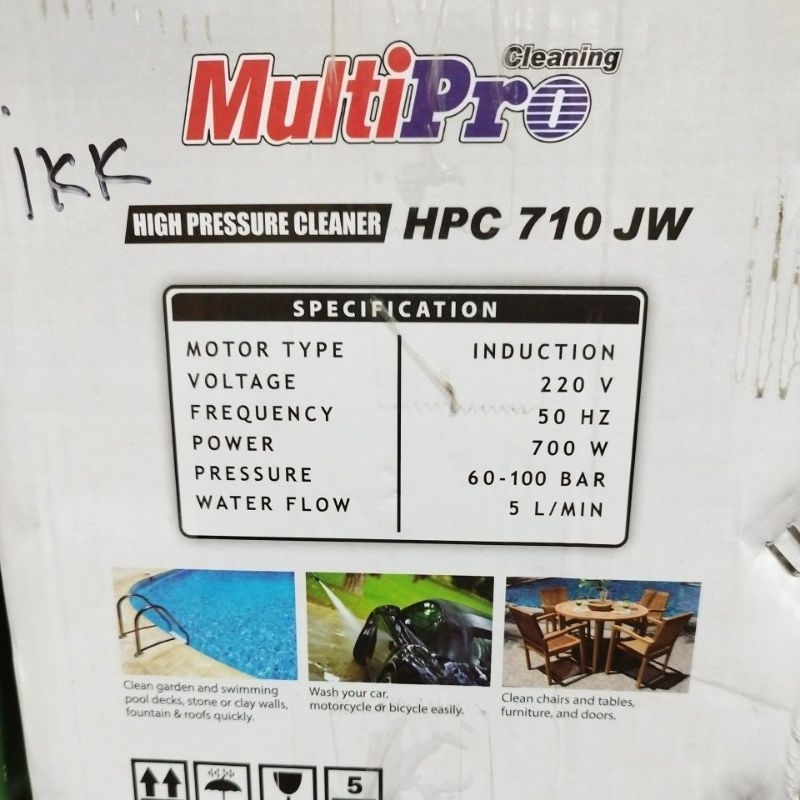 Cleaning
MultiPro
IKK
HIGH PRESSURE CLEANER HPC 710 JW
SPECIFICATION
MOTOR TYPE INDUCTION
VOLTAGE 220 V
FREQUENCY 50 HZ
POWER 700 W
PRESSURE 60-100 BAR
WATER FLOW 5 L/MIN
Clean garden and swimming
pool decks, stone or clay walls,
fountain & roofs quickly.
Wash your car,
motorcycle or bicycle easily.
Clean chairs and tables,
furniture, and doors.
5